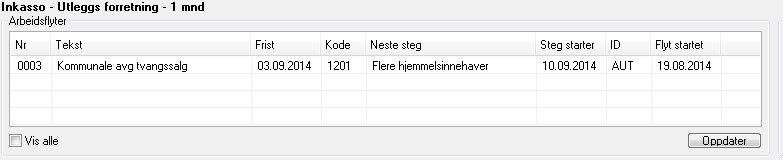 Inkasso - Utleggs forretning - 1 mnd
Arbeidsflyter
Nr Tekst Frist Kode Neste steg Steg starter ID Flyt startet
0003 Kommunale avg tvangssalg 03.09.2014 1201 Flere hjemmelsinnehaver 10.09.2014 AUT 19.08.2014
Vis alle Oppdater